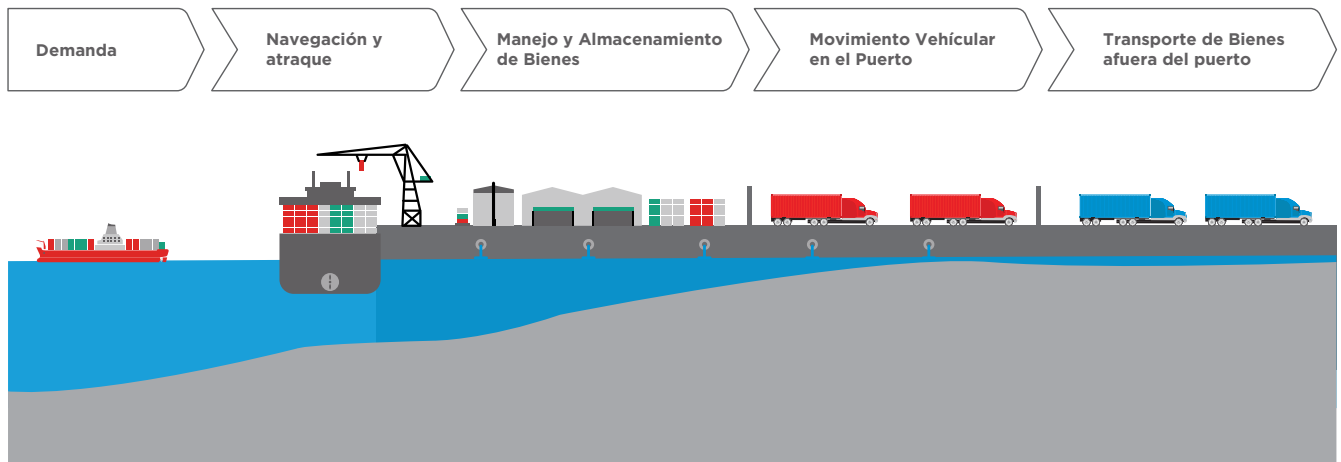 Demanda
Navegación y
atraque
Manejo y Almacenamiento
de Bienes
Movimiento Vehícular
en el Puerto
Transporte de Bienes
afuera del puerto